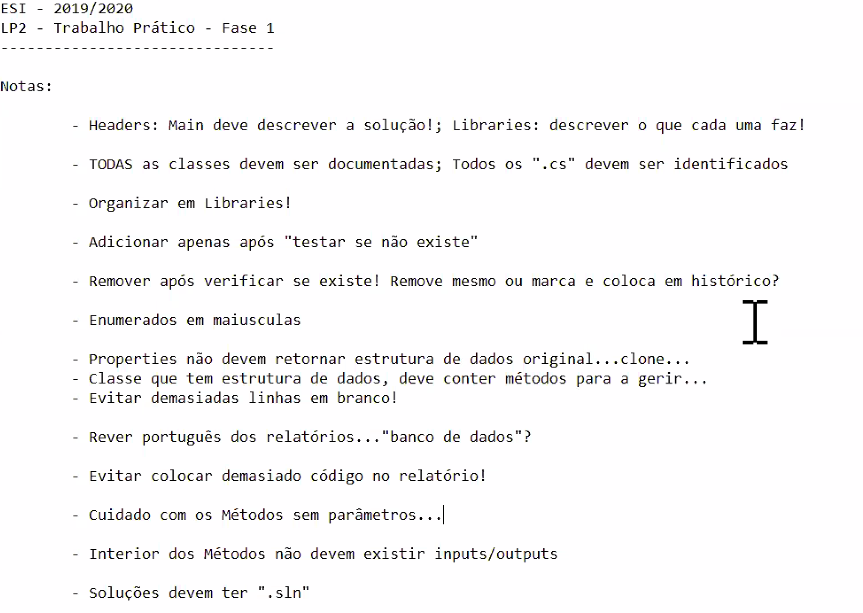 ESI - 2019/2020
LP2 - Trabalho Prático - Fase 1
-------------------------------
Notas:
- Headers: Main deve descrever a solução!; Libraries: descrever o que cada uma faz!
- TODAS as classes devem ser documentadas; Todos os ".cs" devem ser identificados
- Organizar em Libraries!
- Adicionar apenas após "testar se não existe"
- Remover após verificar se existe! Remove mesmo ou marca e coloca em histórico?
- Enumerados em maiusculas
- Properties não devem retornar estrutura de dados original...clone...
- Classe que tem estrutura de dados, deve conter métodos para a gerir...
- Evitar demasiadas linhas em branco!
- Rever português dos relatórios..."banco de dados"?
- Evitar colocar demasiado código no relatório!
- Cuidado com os Métodos sem parâmetros...
- Interior dos Métodos não devem existir inputs/outputs
- Soluções devem ter ".sln"